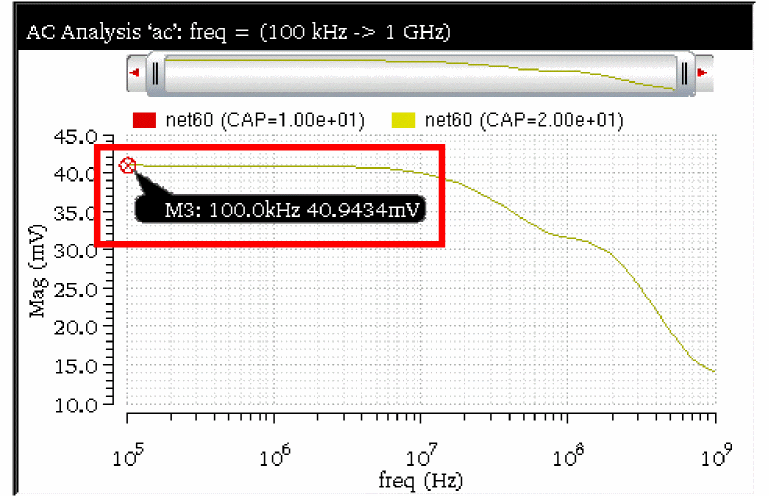 AC Analysis ‘ac’: freq = (100 kHz -> 1 GHz)
net60 (CAP=1.00e+01) net60 (CAP=2.00e+01)
45.0
40.0
35.0
30.0
25.0
20.0
15.0
10.0
Mag (mV)
M3: 100.0kHz 40.9434mV
10^5 10^6 10^7 10^8 10^9
freq (Hz)